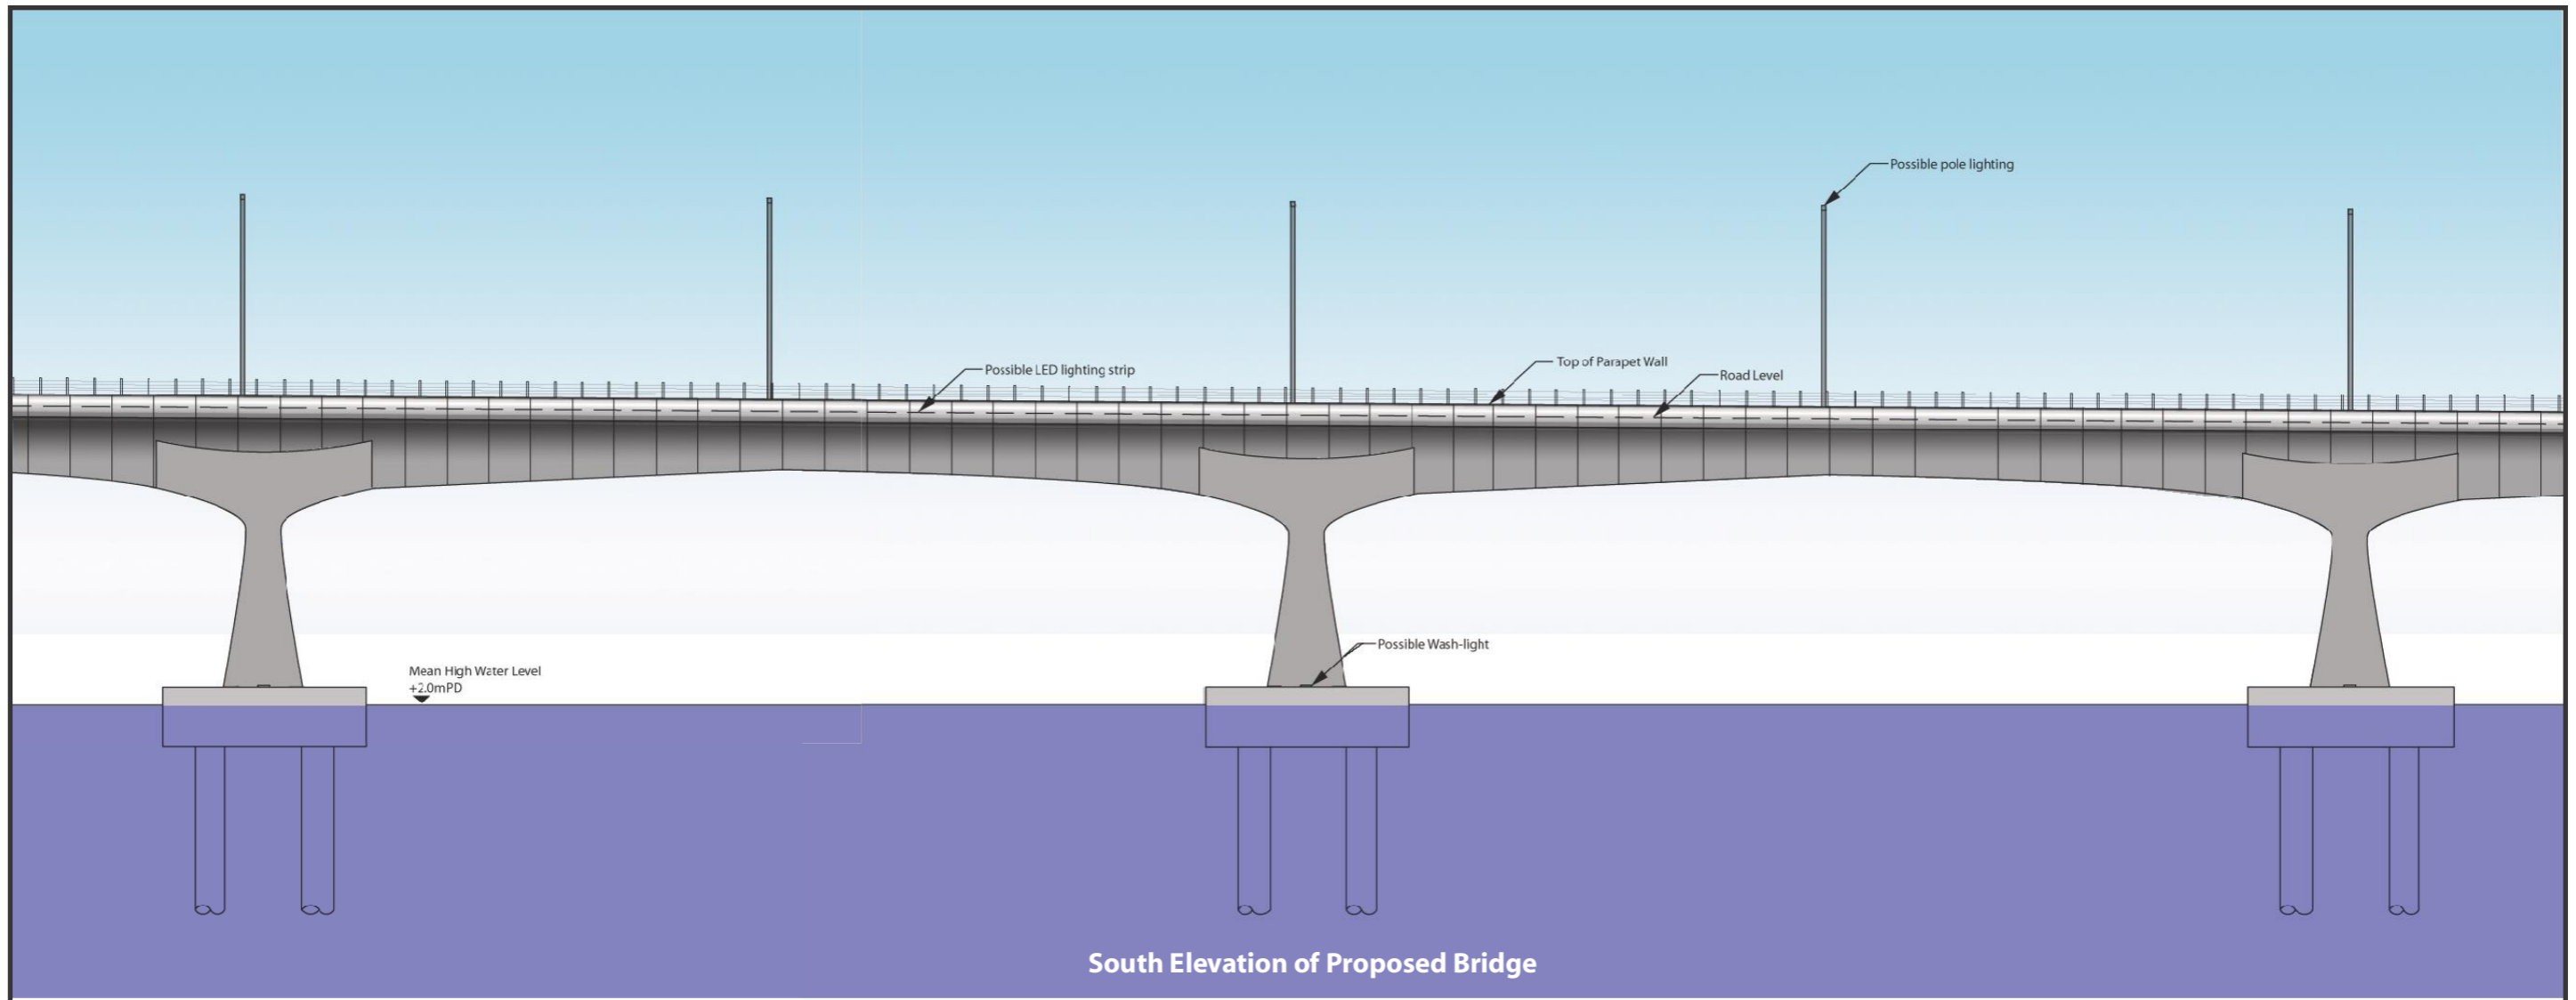 Possible pole lighting
Possible LED lighting strip
Top of Parapet Wall
Road Level
Possible Wash-light
Mean High Water Level
+2.0mPD
South Elevation of Proposed Bridge